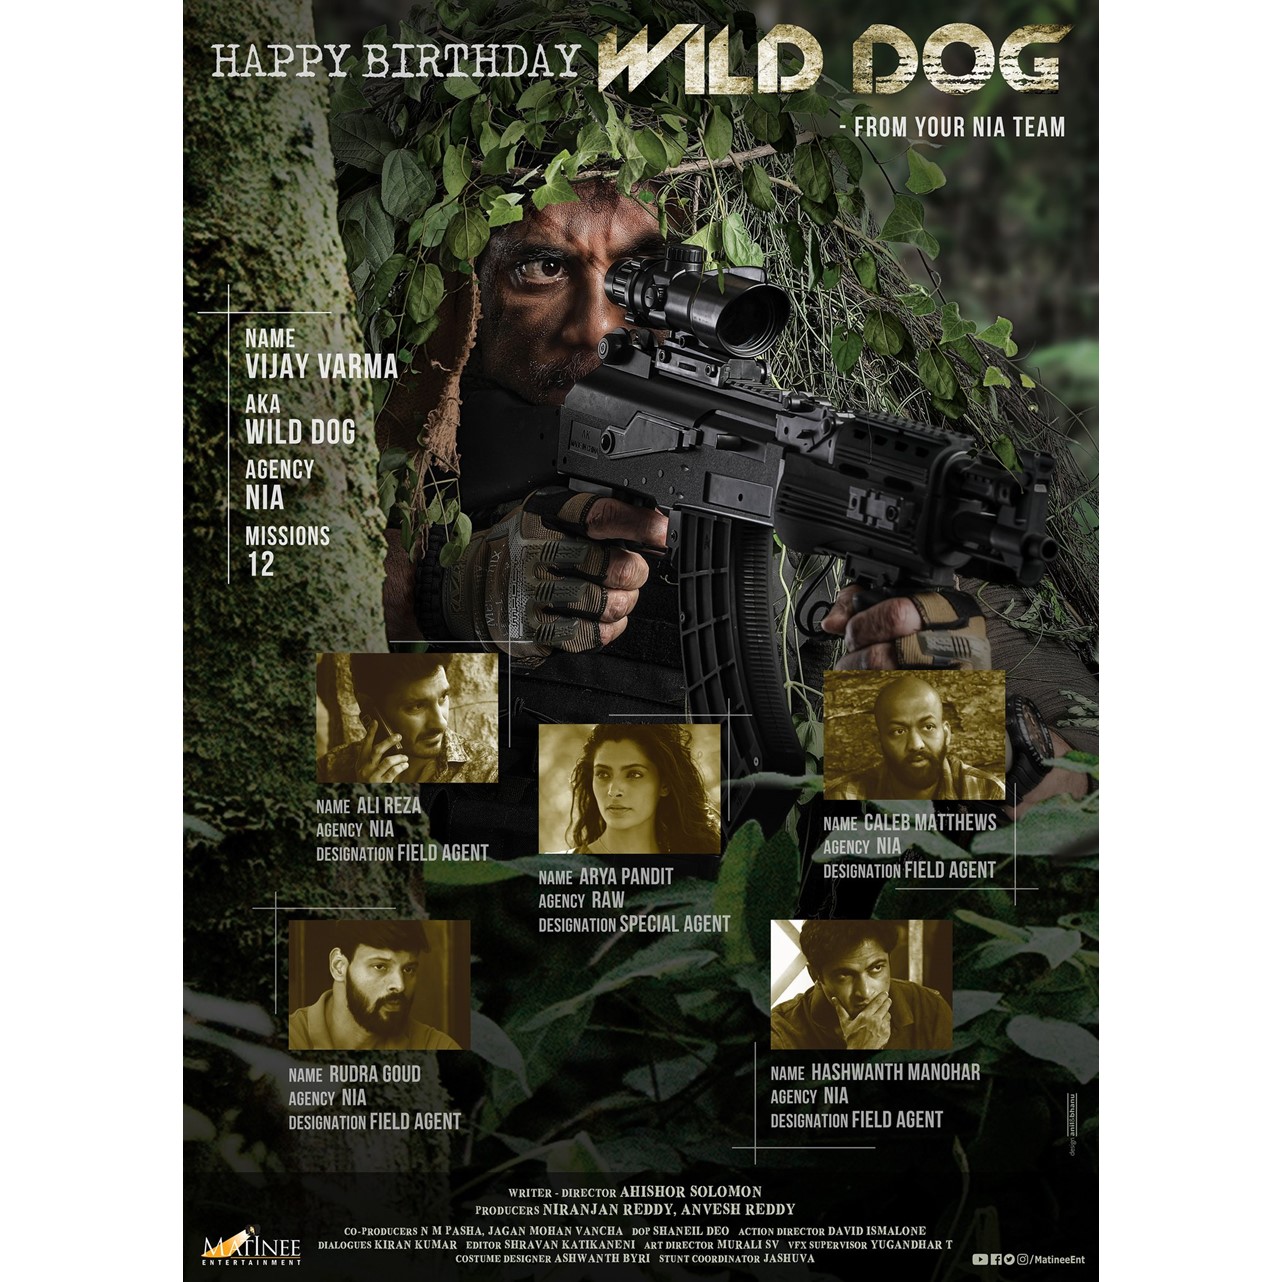 HAPPY BIRTHDAY WILD DOG
- FROM YOUR NIA TEAM
NAME
VIJAY VARMA
AKA
WILD DOG
AGENCY
NIA
MISSIONS
12
NAME ALI REZA
AGENCY NIA
DESIGNATION FIELD AGENT
NAME ARYA PANDIT
AGENCY RAW
DESIGNATION SPECIAL AGENT
NAME CALEB MATTHEWS
AGENCY NIA
DESIGNATION FIELD AGENT
NAME RUDRA GOUD
AGENCY NIA
DESIGNATION FIELD AGENT
NAME HASHWANTH MANOHAR
AGENCY NIA
DESIGNATION FIELD AGENT
design anil&bhanu
WRITER - DIRECTOR AHISHOR SOLOMON
PRODUCERS NIRANJAN REDDY, ANVESH REDDY
CO-PRODUCERS N M PASHA, JAGAN MOHAN VANCHA DOP SHANEIL DEO ACTION DIRECTOR DAVID ISMALONE
DIALOGUES KIRAN KUMAR EDITOR SHRAVAN KATIKANENI ART DIRECTOR MURALI SV VFX SUPERVISOR YUGANDHAR T
COSTUME DESIGNER ASHWANTH BYRI STUNT COORDINATOR JASHUVA
MATINEE
ENTERTAINMENT
/MatineeEnt